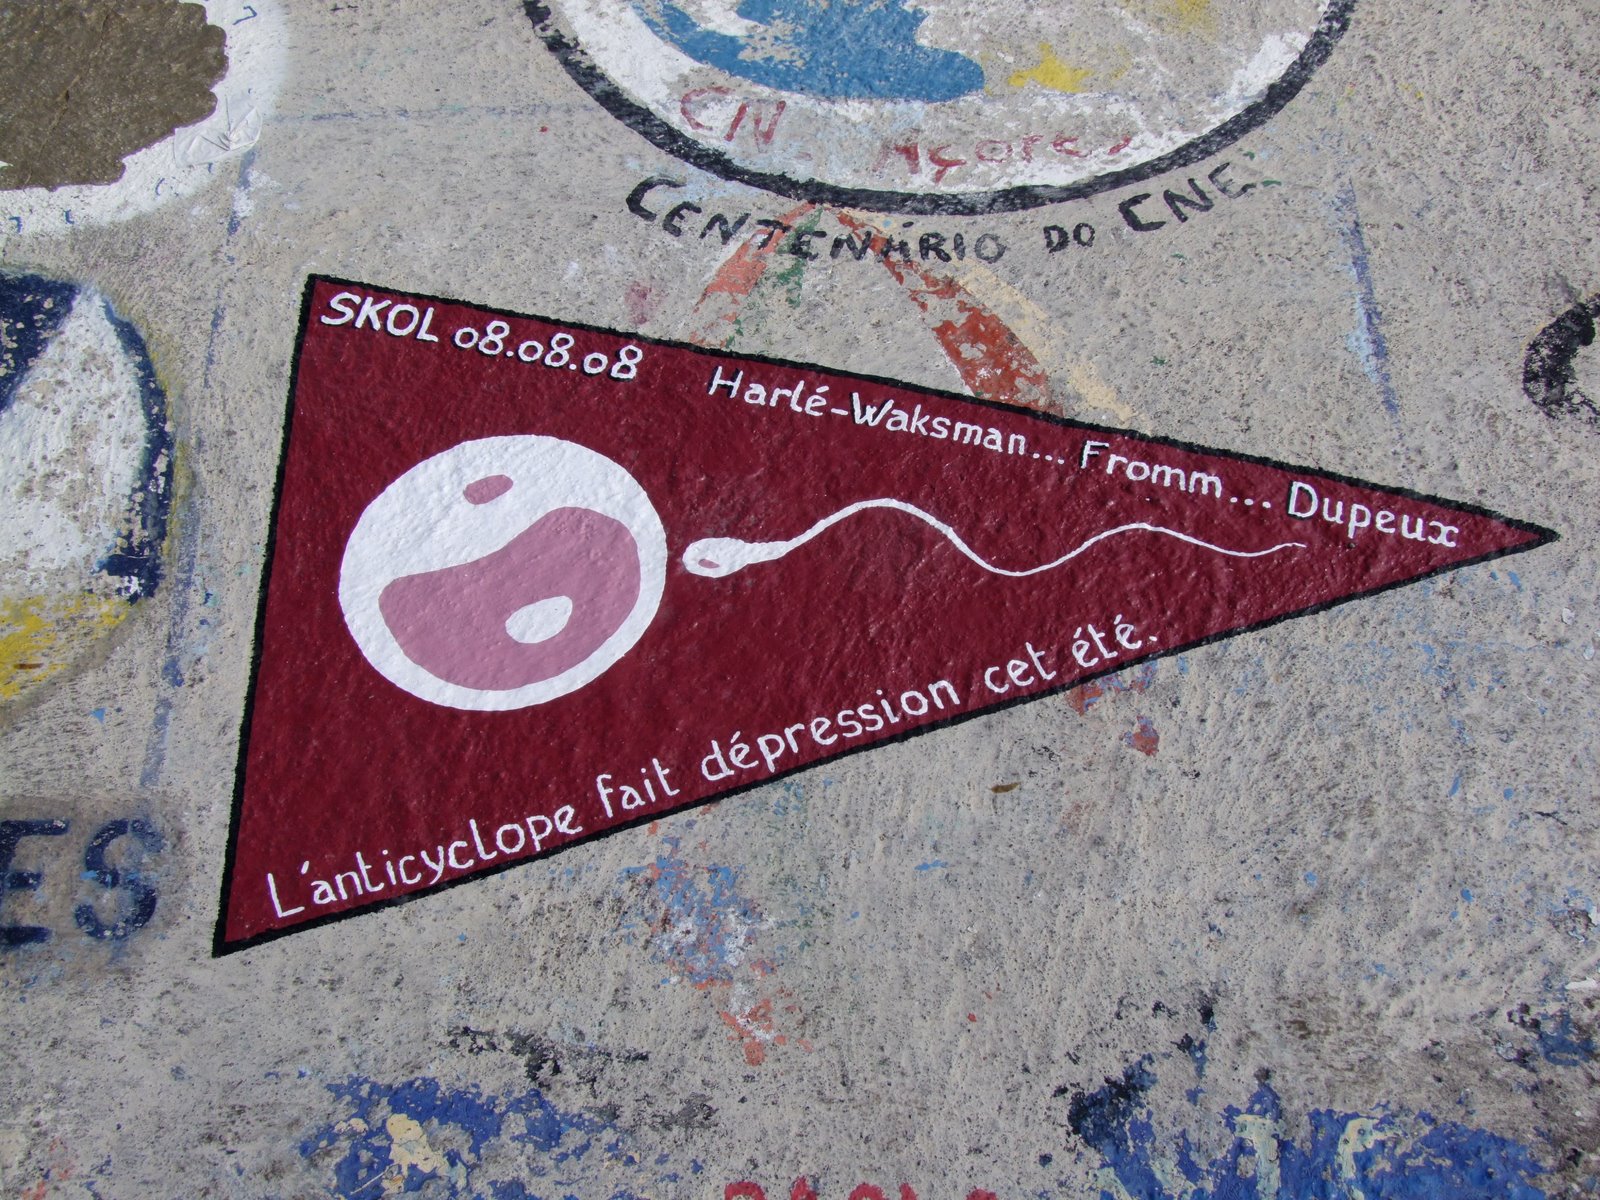 CN Açores
CENTENÁRIO DO CNE
SKOL 08.08.08 Harlé-Waksman... Fromm... Dupeux
L'anticyclope fait dépression cet été.
ES